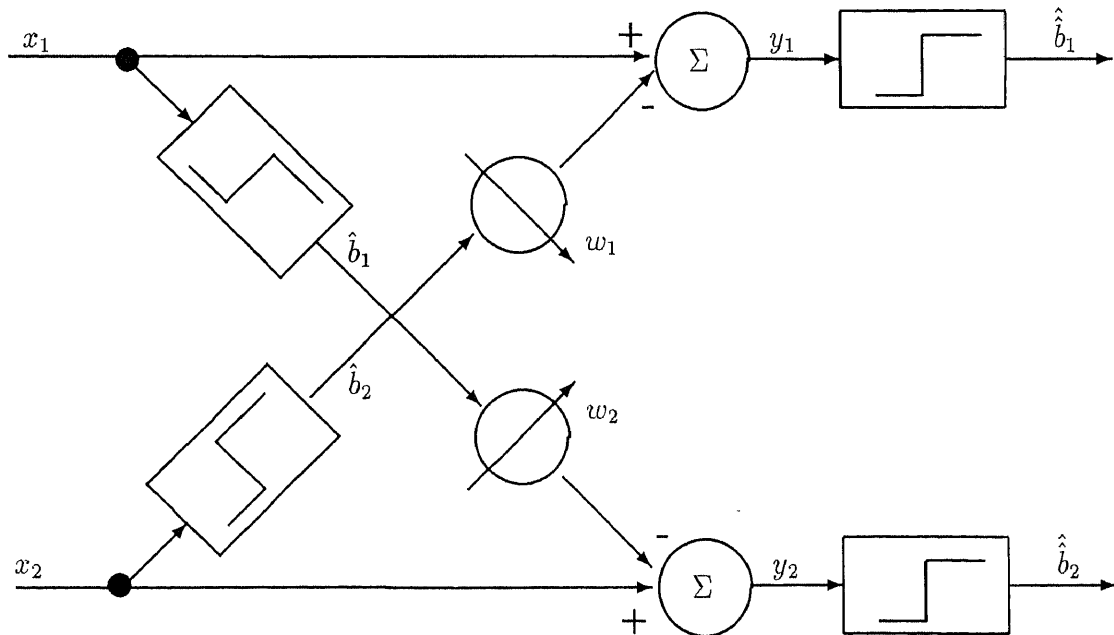 x₁ + Σ y₁ b̂̂₁
-
b̂₁ w₁
b̂₂ w₂
-
x₂ + Σ y₂ b̂̂₂